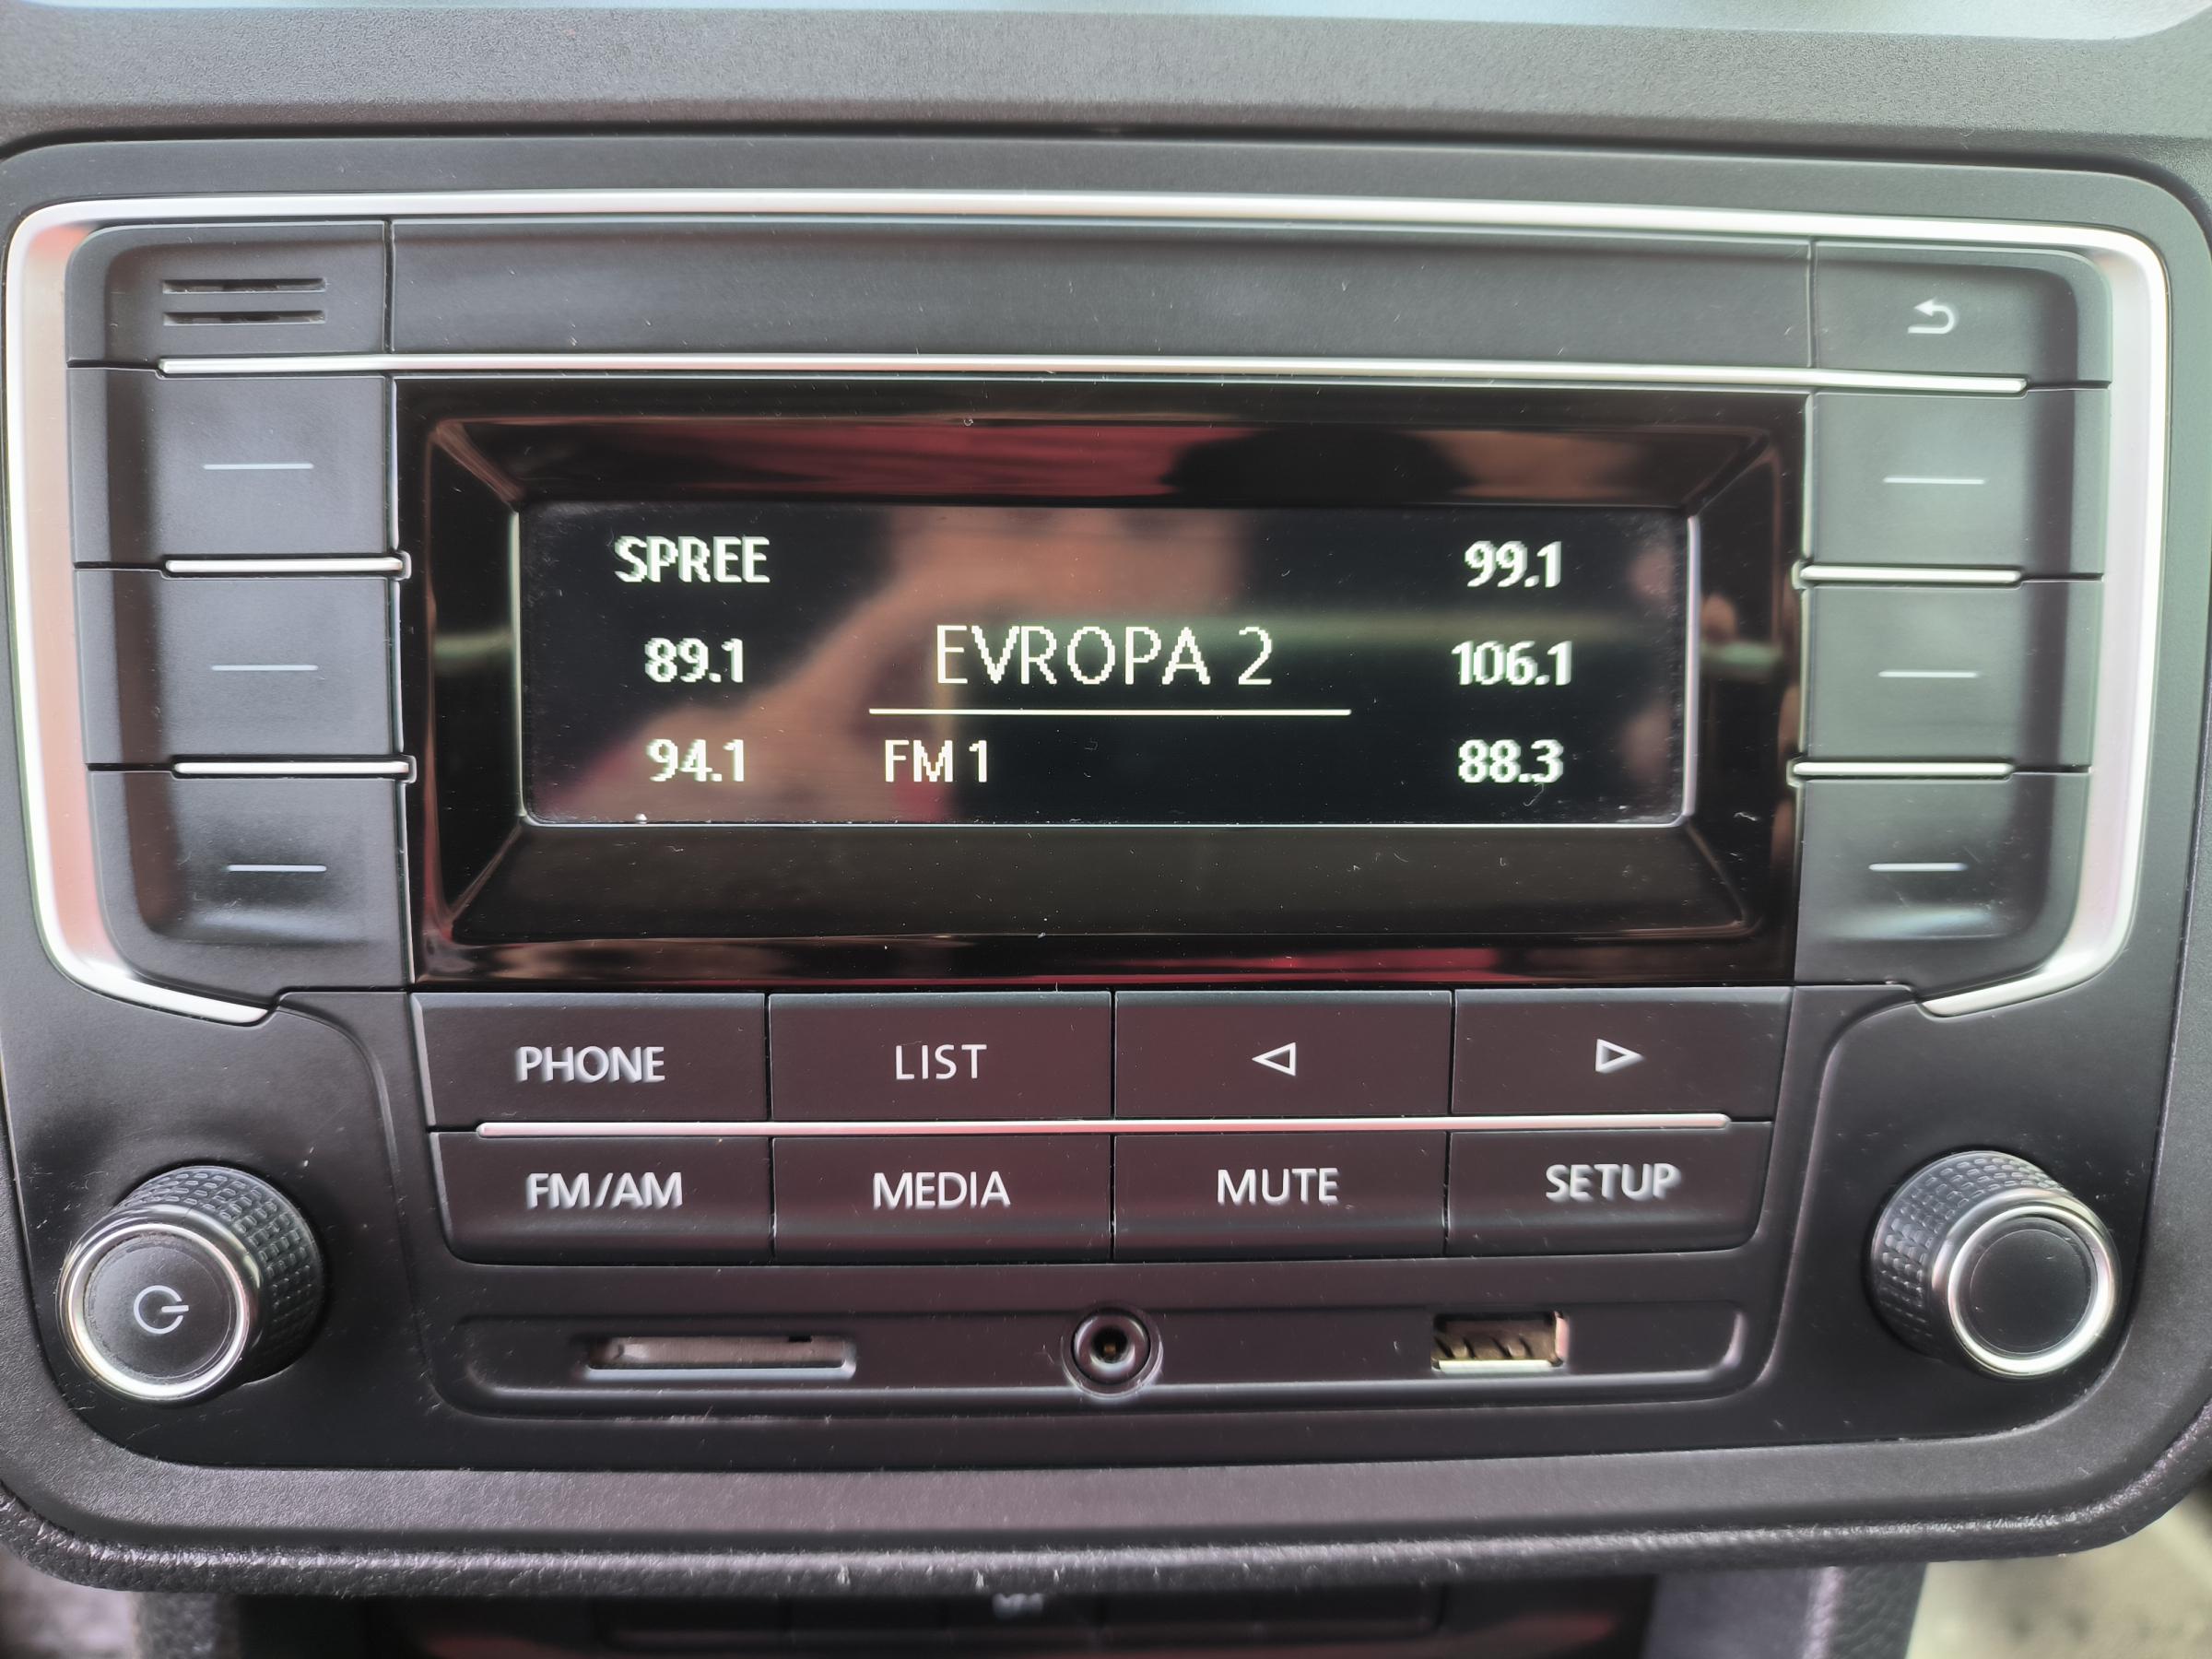 SPREE 99.1
89.1 EVROPA 2 106.1
94.1 FM 1 88.3
PHONE LIST
FM/AM MEDIA MUTE SETUP